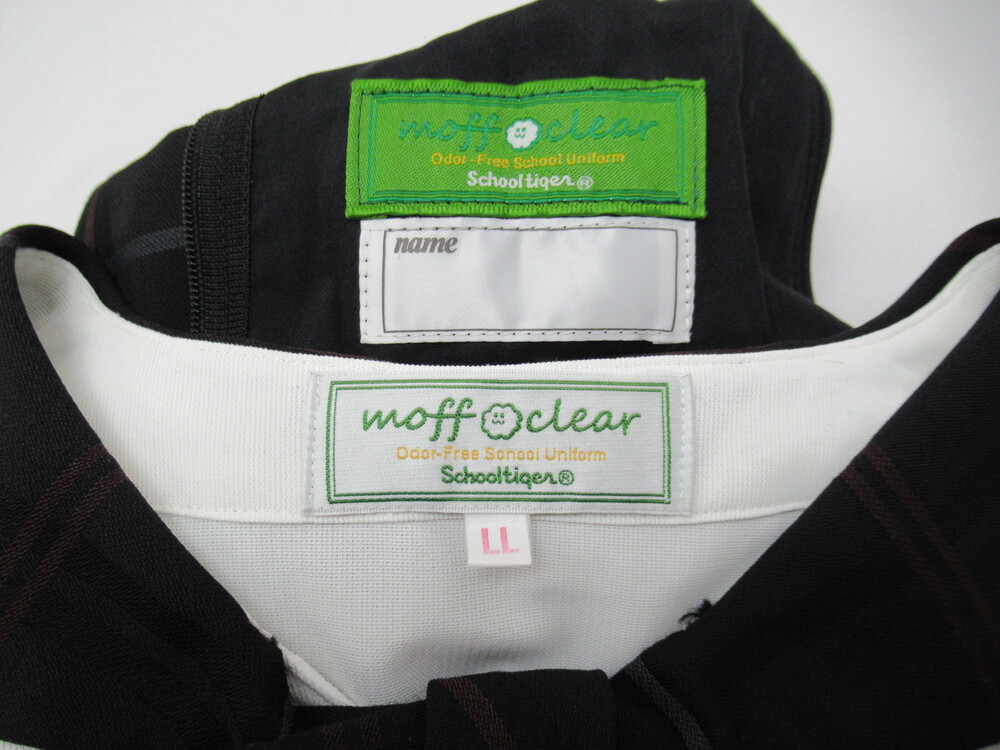 moff clear
Odor-Free School Uniform
Schooltiger®
name
moff clear
Odor-Free School Uniform
Schooltiger®
LL